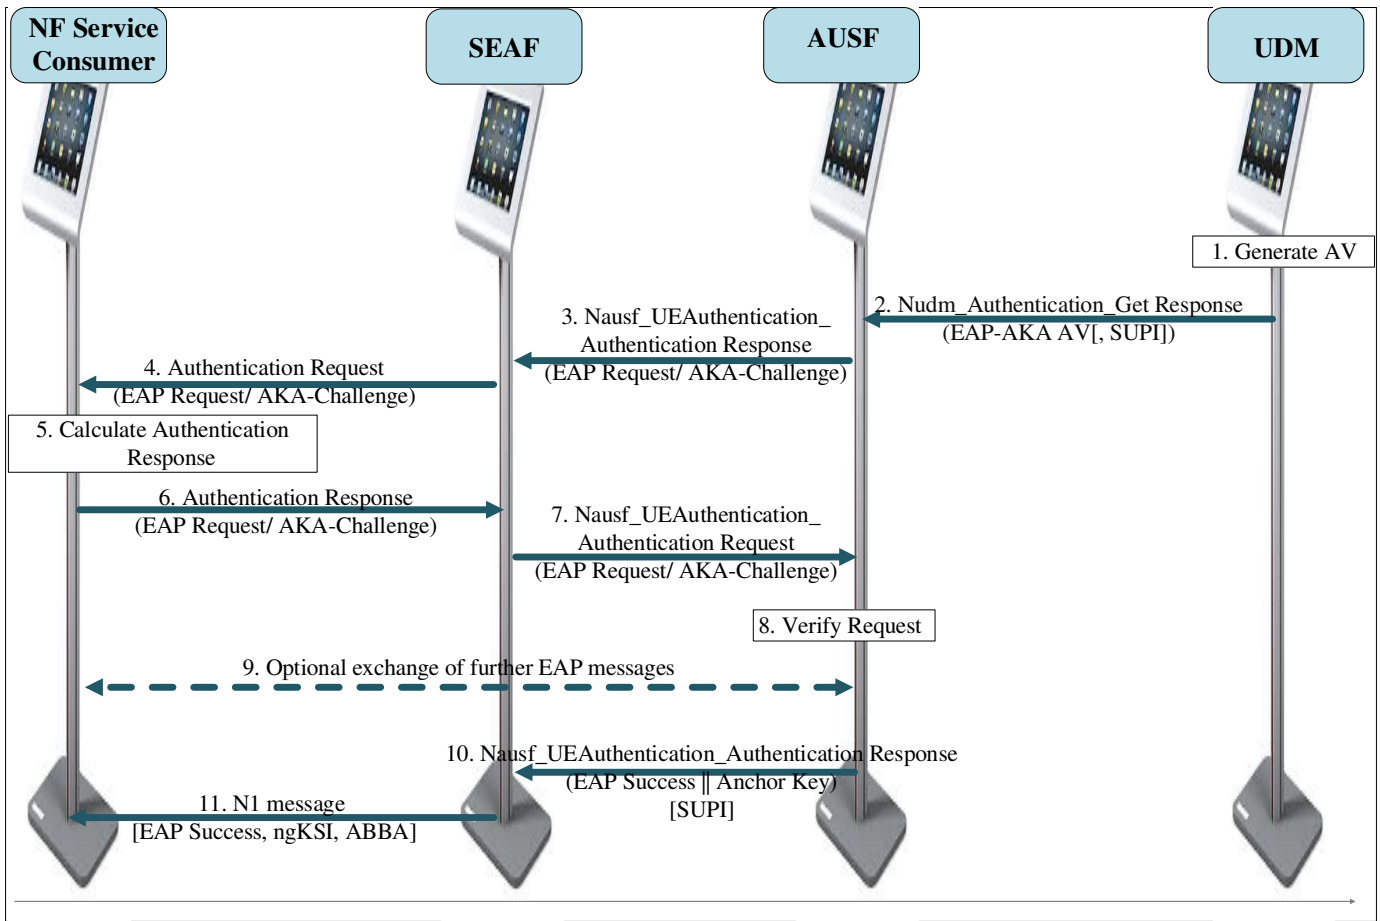 NF Service
Consumer
SEAF
AUSF
UDM
1. Generate AV
2. Nudm_Authentication_Get Response
(EAP-AKA AV[, SUPI])
3. Nausf_UEAuthentication_
Authentication Response
(EAP Request/ AKA-Challenge)
4. Authentication Request
(EAP Request/ AKA-Challenge)
5. Calculate Authentication
Response
6. Authentication Response
(EAP Request/ AKA-Challenge)
7. Nausf_UEAuthentication_
Authentication Request
(EAP Request/ AKA-Challenge)
8. Verify Request
9. Optional exchange of further EAP messages
10. Nausf_UEAuthentication_Authentication Response
(EAP Success || Anchor Key)
[SUPI]
11. N1 message
[EAP Success, ngKSI, ABBA]